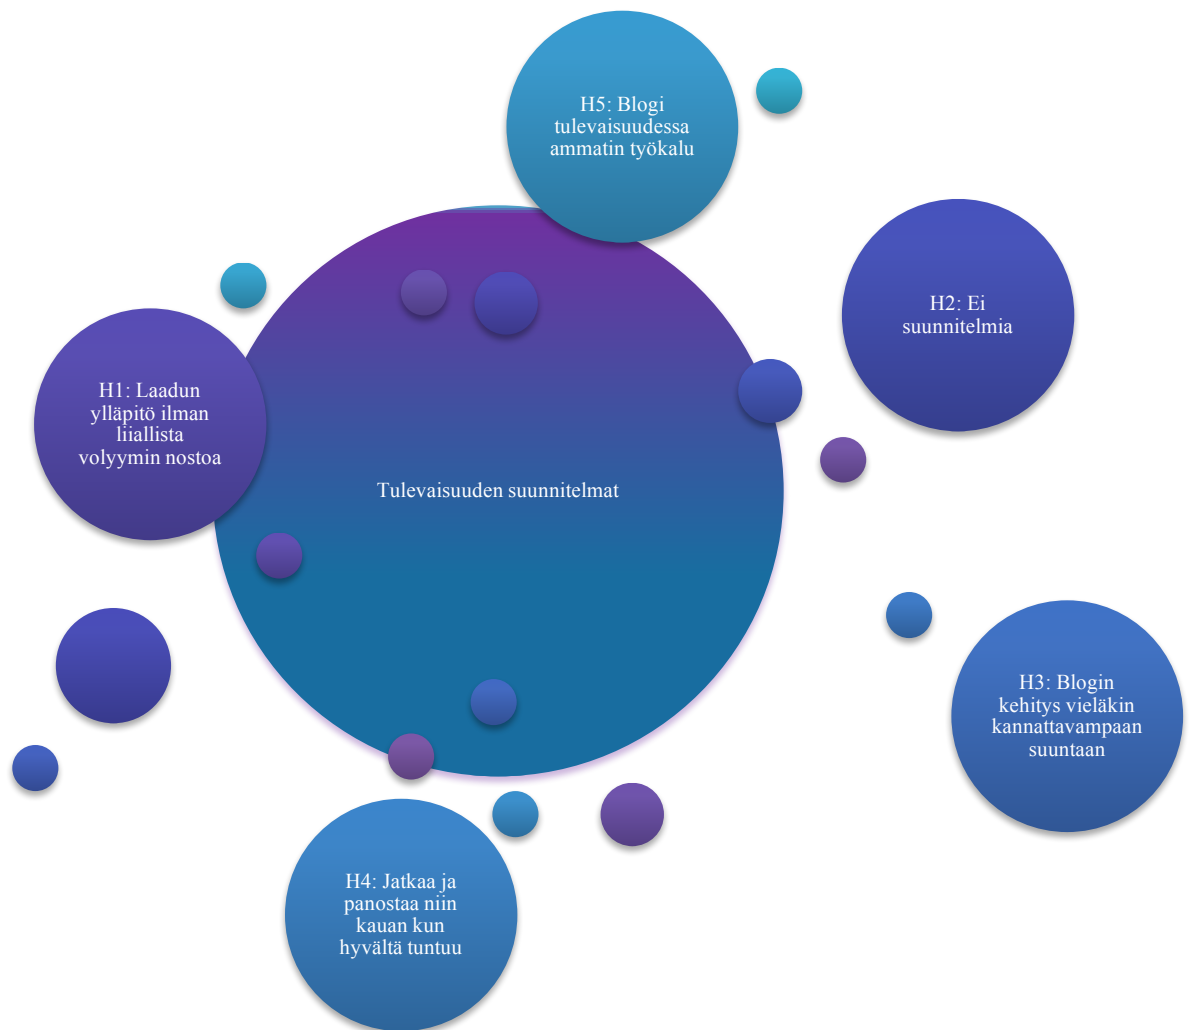 H5: Blogi
tulevaisuudessa
ammatin työkalu
H2: Ei
suunnitelmia
H1: Laadun
ylläpitö ilman
liiallista
volyymin nostoa
Tulevaisuuden suunnitelmat
H3: Blogin
kehitys vieläkin
kannattavampaan
suuntaan
H4: Jatkaa ja
panostaa niin
kauan kun
hyvältä tuntuu